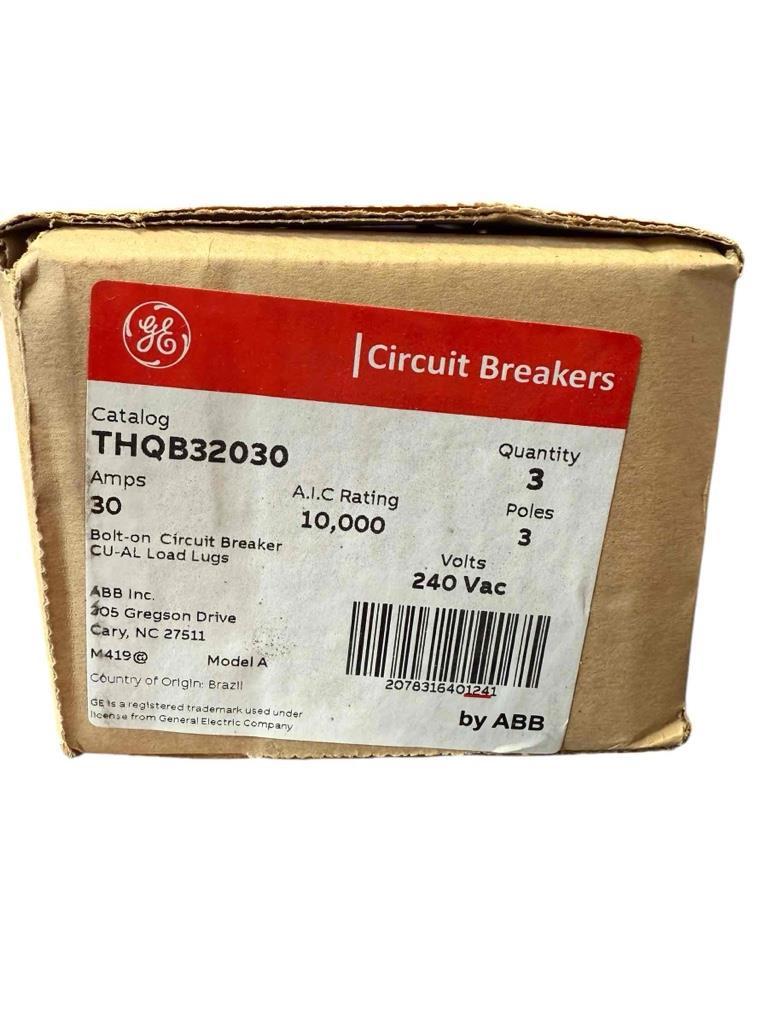 GE
|Circuit Breakers
Catalog
THQB32030
Quantity
3
Amps
30
A.I.C Rating
10,000
Poles
3
Bolt-on Circuit Breaker
CU-AL Load Lugs
Volts
240 Vac
ABB Inc.
305 Gregson Drive
Cary, NC 27511
M419@ Model A
Country of Origin: Brazil
2078316401241
GE is a registered trademark used under
license from General Electric Company
by ABB